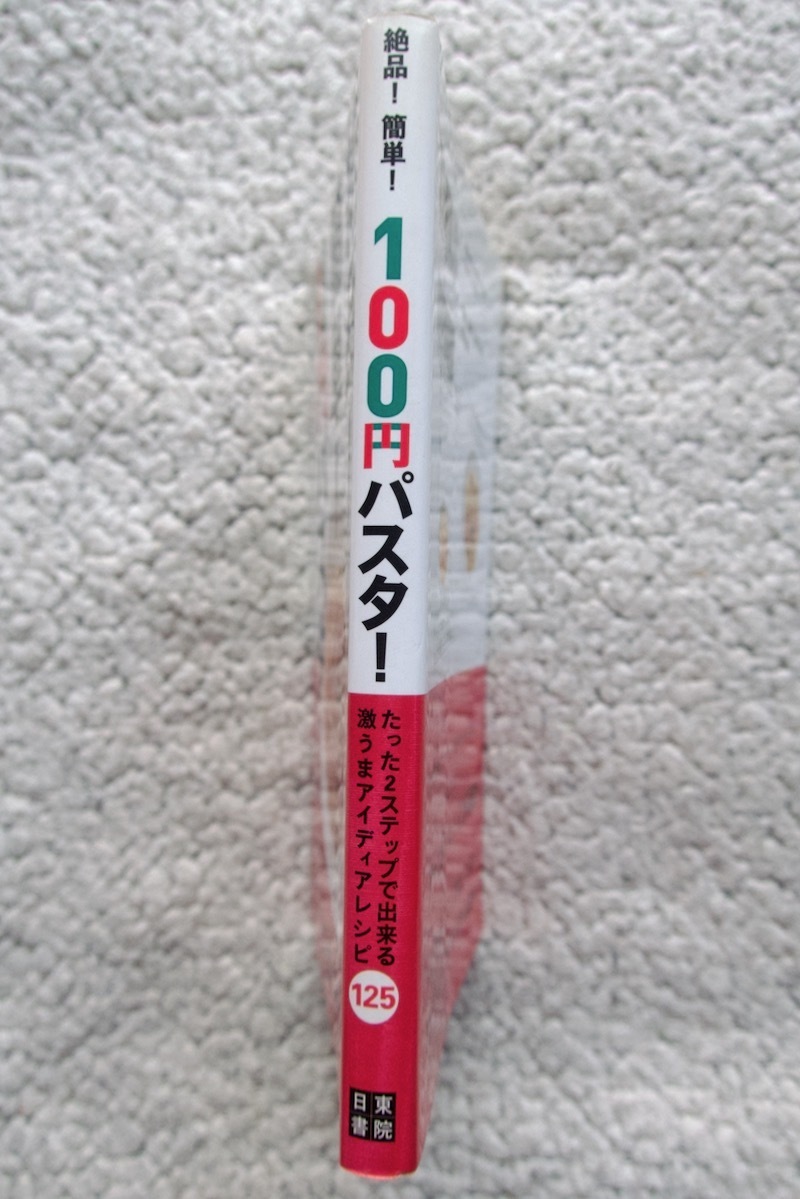 絶品！簡単！
100円パスタ！
たった2ステップで出来る
激うまアイディアレシピ
125
日東書院